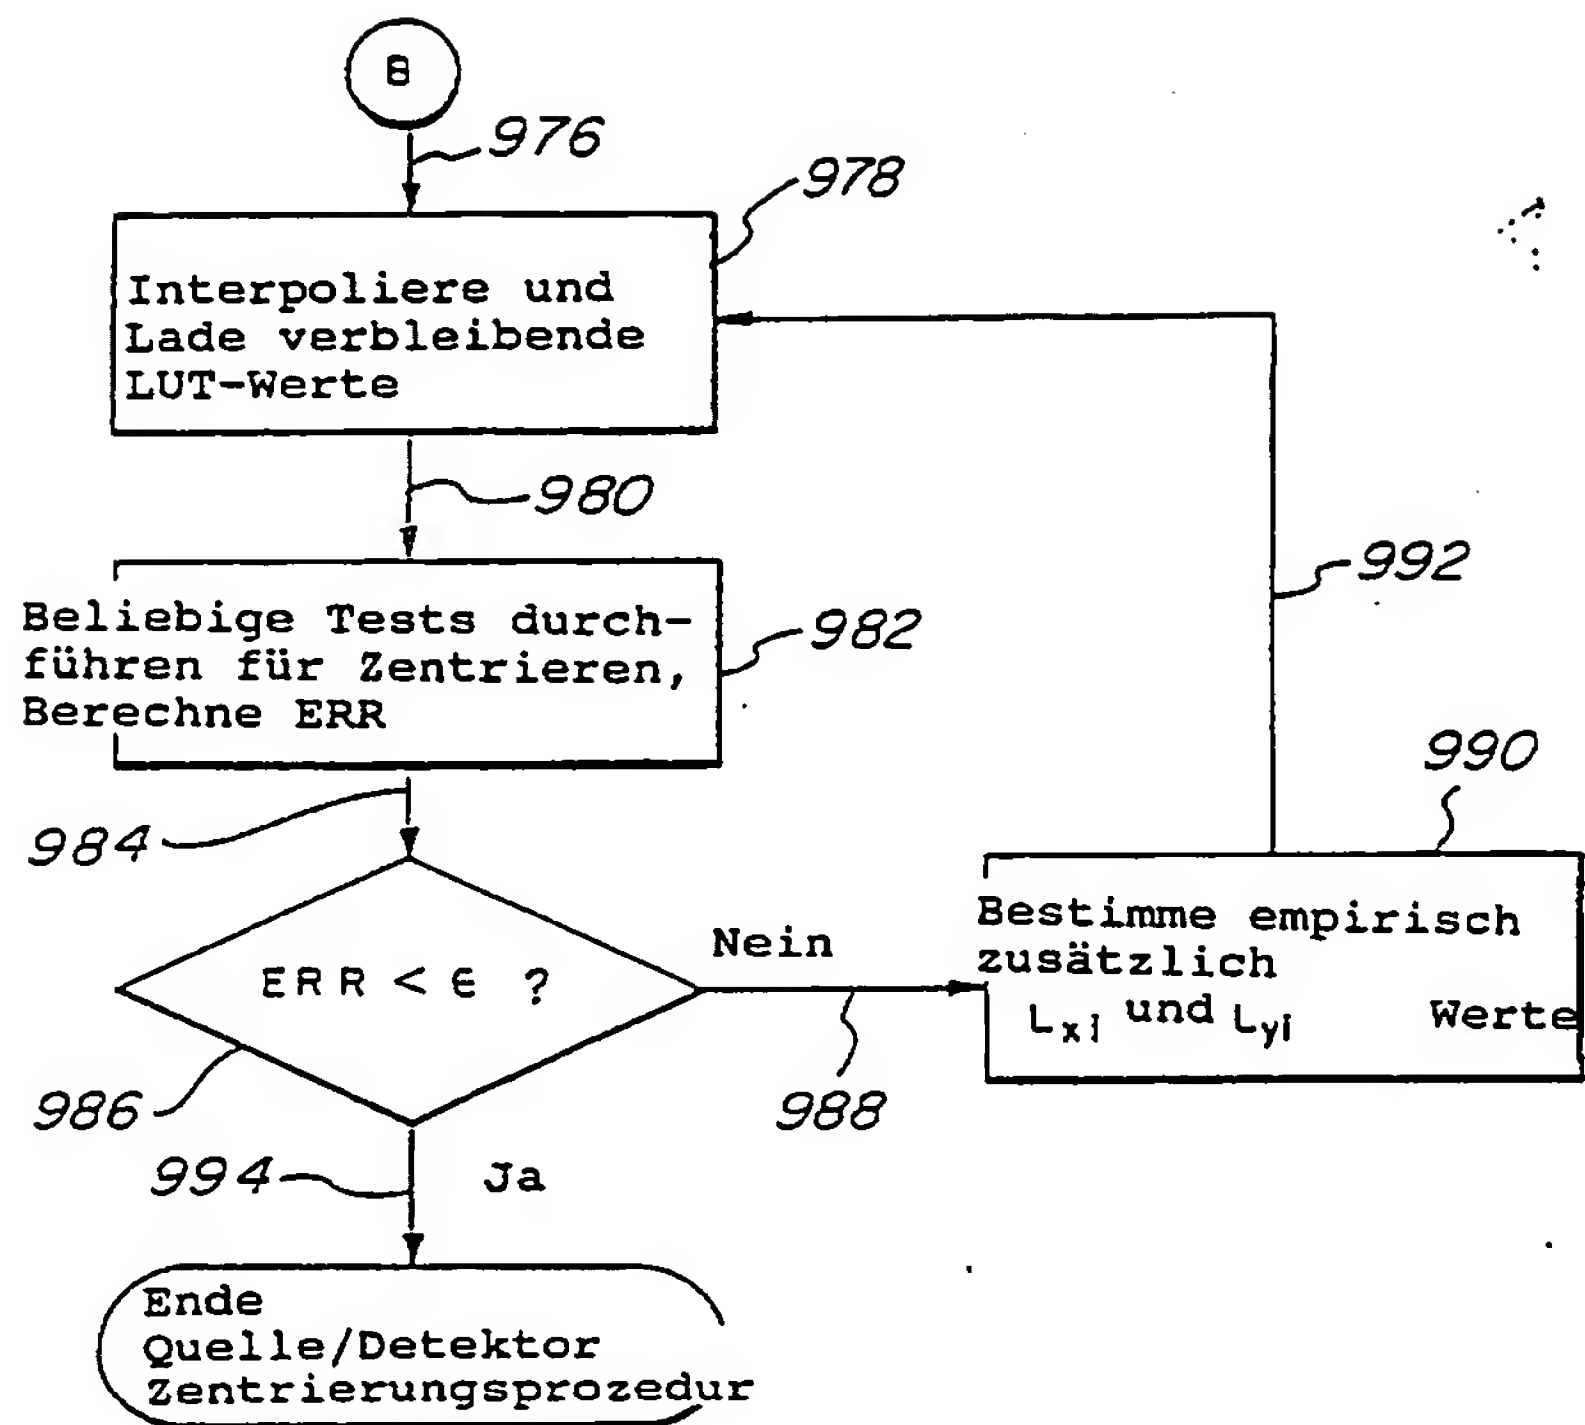 B
976
978
Interpoliere und
Lade verbleibende
LUT-Werte
980
Beliebige Tests durch-
führen für Zentrieren,
Berechne ERR
982
984
ERR < ϵ ?
986
Nein
988
990
Bestimme empirisch
zusätzlich
Lxi und Lyi Werte
992
994
Ja
Ende
Quelle/Detektor
Zentrierungsprozedur